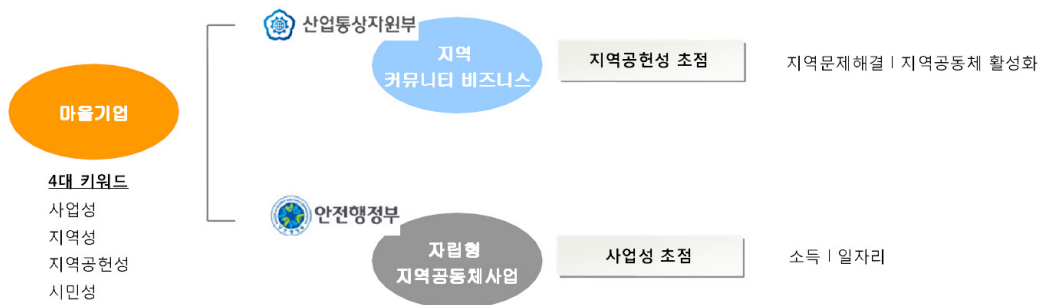 마을기업
4대 키워드
사업성
지역성
지역공헌성
시민성
산업통상자원부
지역
커뮤니티 비즈니스
지역공헌성 초점
지역문제해결 l 지역공동체 활성화
안전행정부
자립형
지역공동체사업
사업성 초점
소득 l 일자리